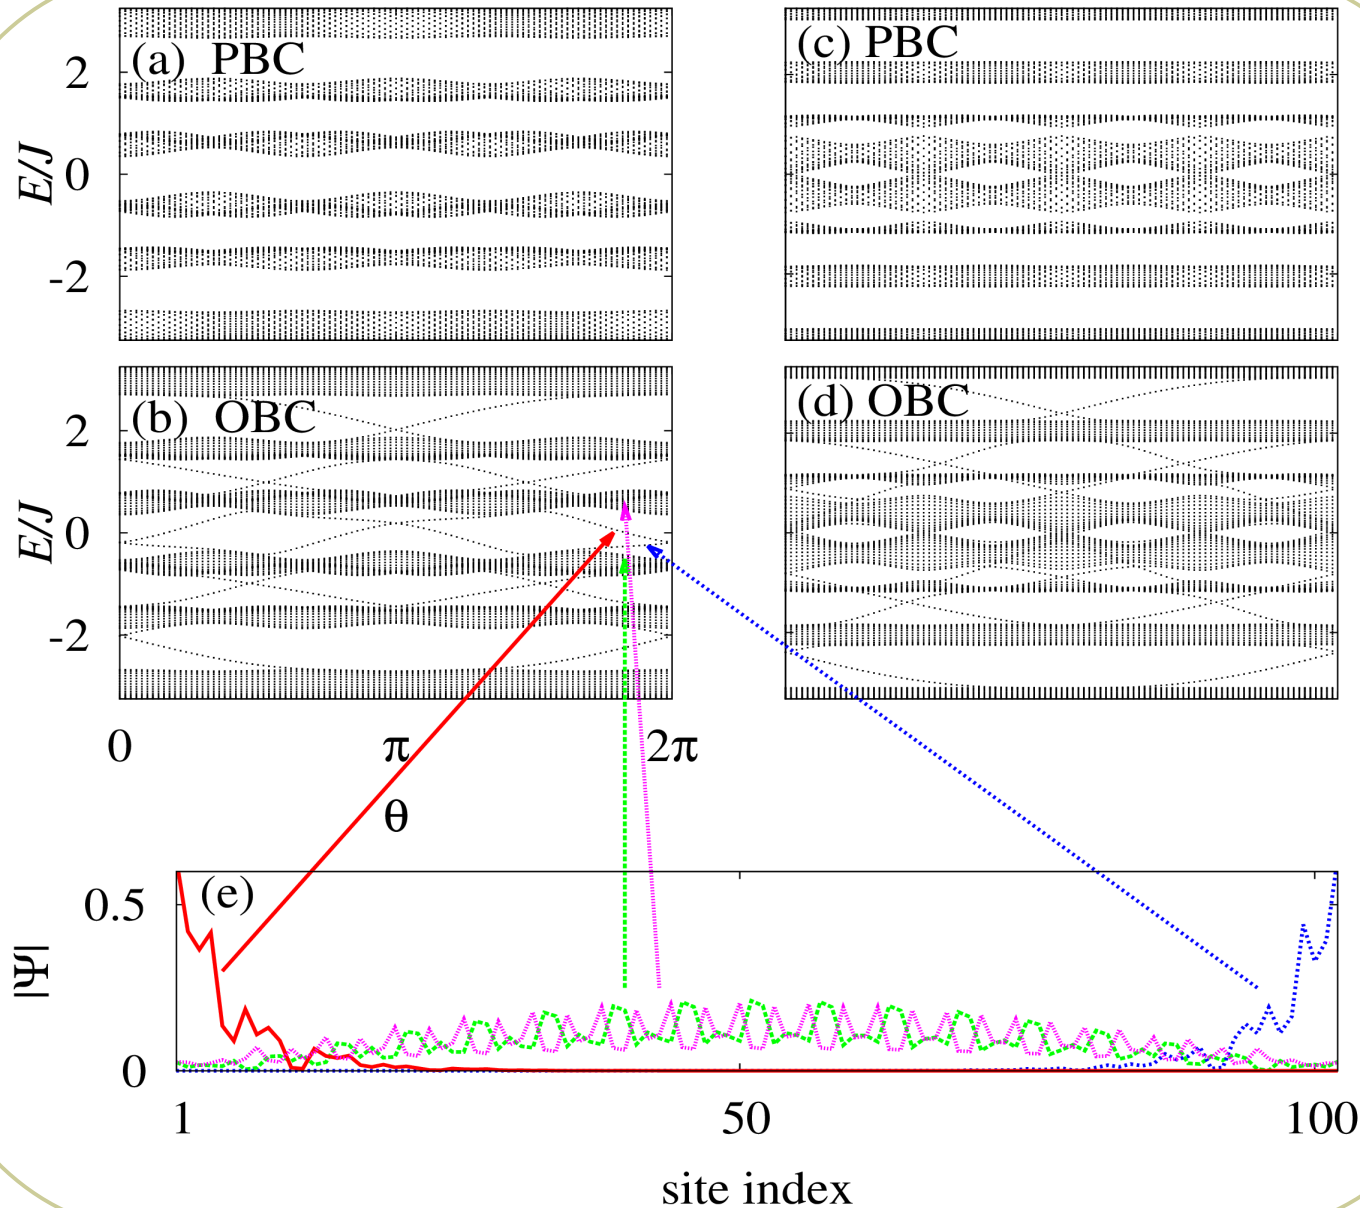 (a) PBC
(c) PBC
2
E/J
0
-2
(b) OBC
(d) OBC
2
E/J
0
-2
0
π
2π
θ
(e)
0.5
|Ψ|
0
1
50
100
site index